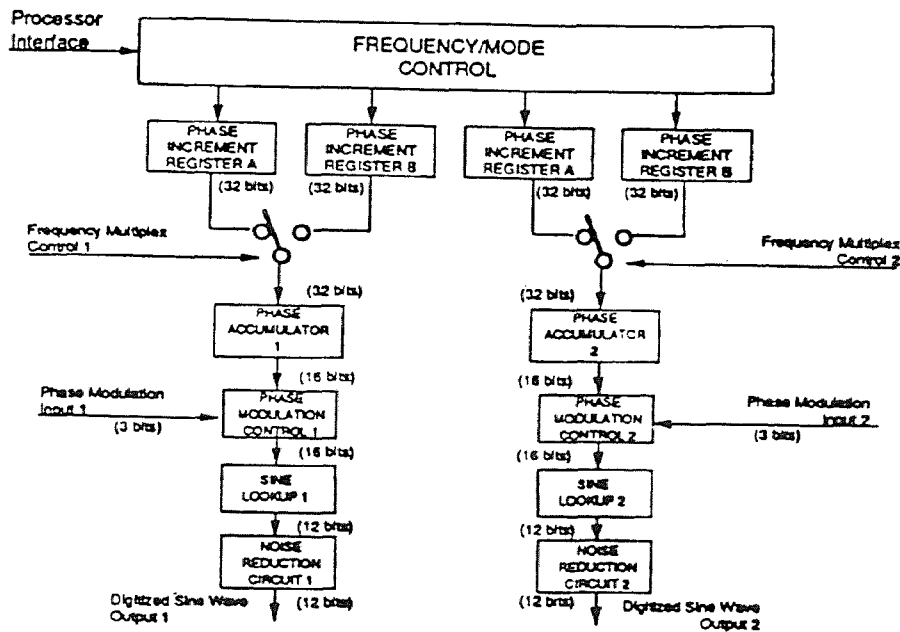 Processor
Interface
FREQUENCY/MODE
CONTROL
PHASE
INCREMENT
REGISTER A
PHASE
INCREMENT
REGISTER B
PHASE
INCREMENT
REGISTER A
PHASE
INCREMENT
REGISTER B
(32 bits)
(32 bits)
(32 bits)
(32 bits)
Frequency Multiplex
Control 1
Frequency Multiplex
Control 2
(32 bits)
(32 bits)
PHASE
ACCUMULATOR
1
PHASE
ACCUMULATOR
2
(16 bits)
(16 bits)
Phase Modulation
Input 1
(3 bits)
PHASE
MODULATION
CONTROL 1
PHASE
MODULATION
CONTROL 2
Phase Modulation
Input 2
(3 bits)
(16 bits)
(16 bits)
SINE
LOOKUP 1
SINE
LOOKUP 2
(12 bits)
(12 bits)
NOISE
REDUCTION
CIRCUIT 1
NOISE
REDUCTION
CIRCUIT 2
Digitized Sine Wave
Output 1
(12 bits)
(12 bits)
Digitized Sine Wave
Output 2